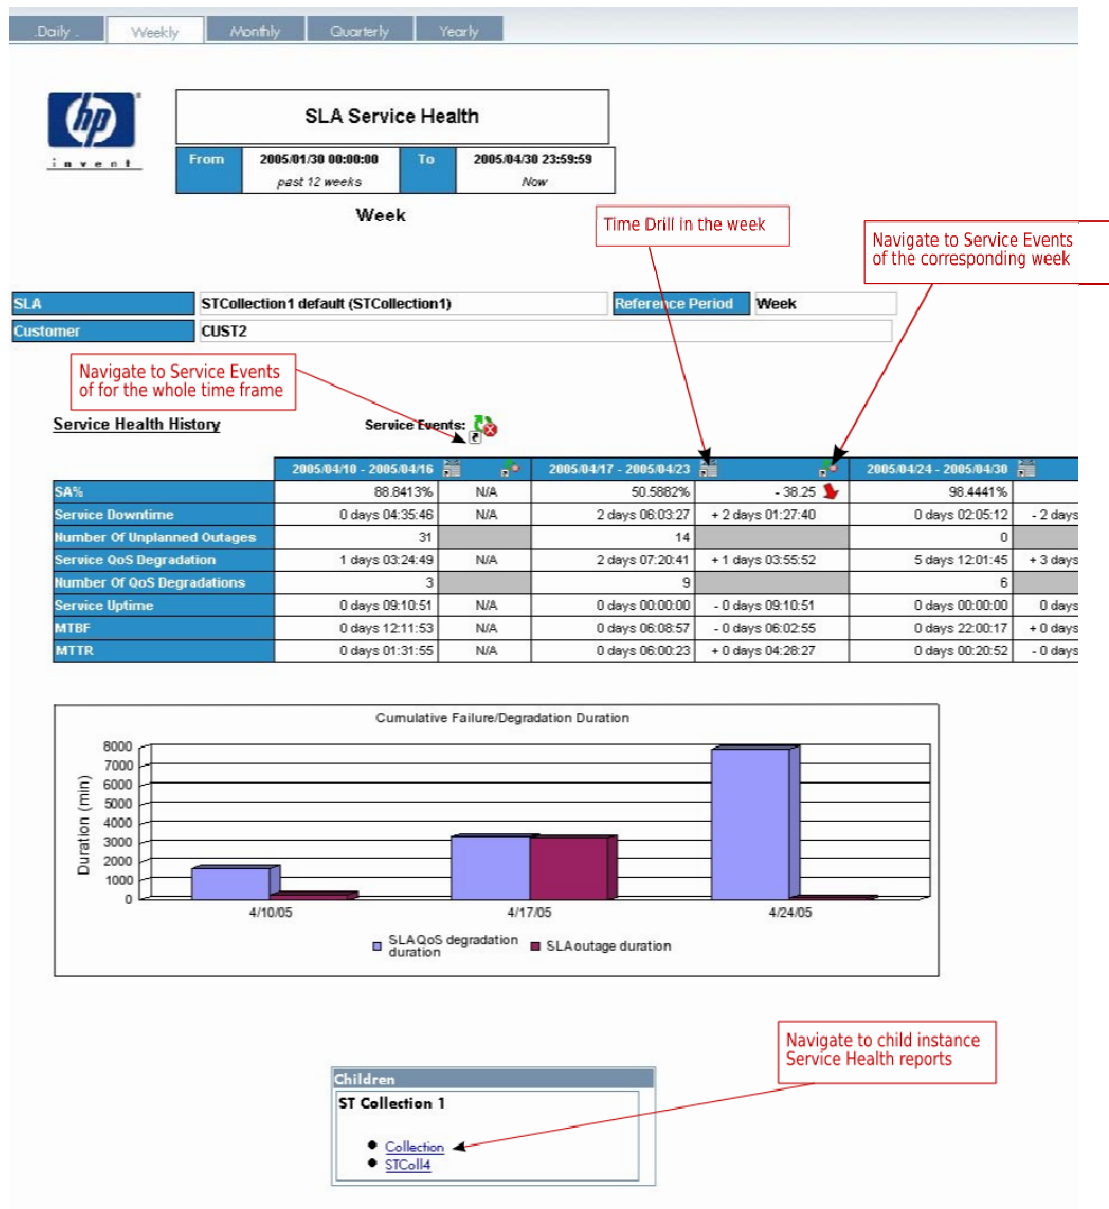 Daily Weekly Monthly Quarterly Yearly
hp
invent
SLA Service Health
From 2005/01/30 00:00:00 To 2005/04/30 23:59:59
past 12 weeks Now
Week
Time Drill in the week
Navigate to Service Events
of the corresponding week
SLA STCollection1 default (STCollection1) Reference Period Week
Customer CUST2
Navigate to Service Events
of for the whole time frame
Service Health History Service Events:
2005/04/10 - 2005/04/16 2005/04/17 - 2005/04/23 2005/04/24 - 2005/04/30
SA% 88.8413% N/A 50.5882% - 38.25 98.4441%
Service Downtime 0 days 04:35:46 N/A 2 days 06:03:27 + 2 days 01:27:40 0 days 02:05:12 - 2 days
Number Of Unplanned Outages 31 14 0
Service QoS Degradation 1 days 03:24:49 N/A 2 days 07:20:41 + 1 days 03:55:52 5 days 12:01:45 + 3 days
Number Of QoS Degradations 3 9 6
Service Uptime 0 days 09:10:51 N/A 0 days 00:00:00 - 0 days 09:10:51 0 days 00:00:00 0 days
MTBF 0 days 12:11:53 N/A 0 days 06:08:57 - 0 days 06:02:55 0 days 22:00:17 + 0 days
MTTR 0 days 01:31:55 N/A 0 days 06:00:23 + 0 days 04:28:27 0 days 00:20:52 - 0 days
Cumulative Failure/Degradation Duration
Duration (min)
8000
7000
6000
5000
4000
3000
2000
1000
0
4/10/05 4/17/05 4/24/05
SLA QoS degradation
duration
SLA outage duration
Navigate to child instance
Service Health reports
Children
ST Collection 1
Collection
STColl4